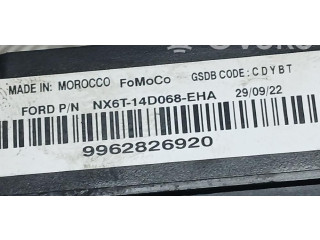 MADE IN: MOROCCO FoMoCo GSDB CODE: CDYBT
FORD P/N NX6T-14D068-EHA 29/09/22
9962826920